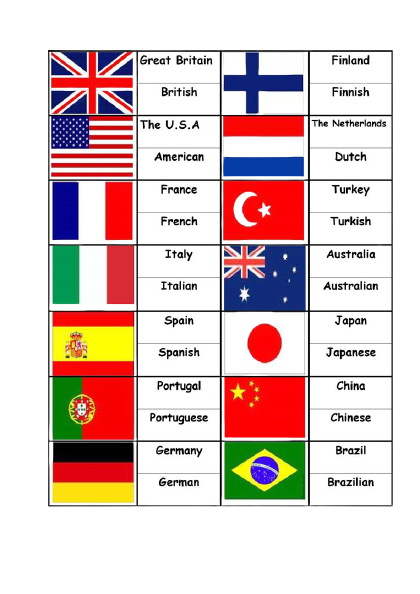 Great Britain
British
Finland
Finnish
The U.S.A
American
The Netherlands
Dutch
France
French
Turkey
Turkish
Italy
Italian
Australia
Australian
Spain
Spanish
Japan
Japanese
Portugal
Portuguese
China
Chinese
Germany
German
Brazil
Brazilian